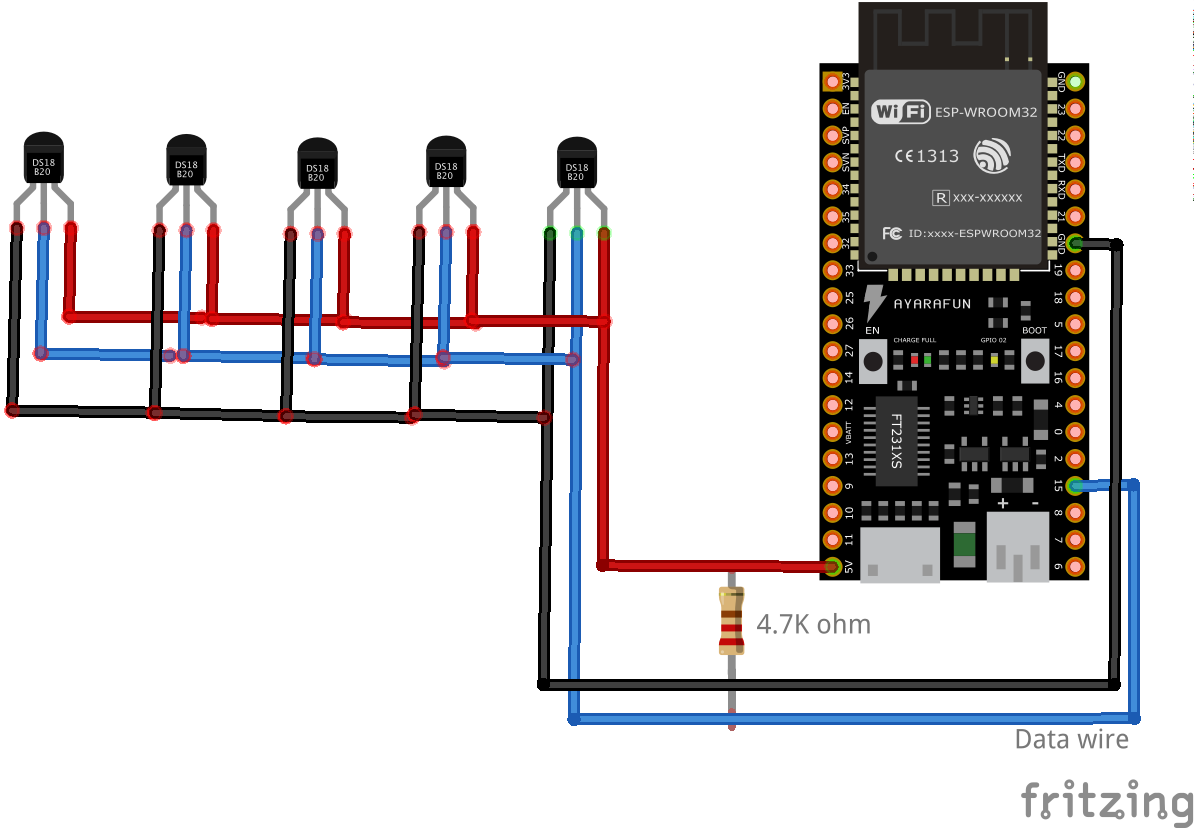 DS18
B20
DS18
B20
DS18
B20
DS18
B20
DS18
B20
WiFi ESP-WROOM32
CE1313
R xxx-xxxxxx
FC ID:xxxx-ESPWROOM32
AYARAFUN
EN
BOOT
CHARGE FULL
GPIO 02
FT231XS
+ -
3V3
EN
SVP
SVN
34
35
32
33
25
26
27
14
12
VBATT
13
9
10
11
5V
GND
23
22
TXD
RXD
21
GND
19
18
5
17
16
4
0
2
15
8
7
6
4.7K ohm
Data wire
fritzing